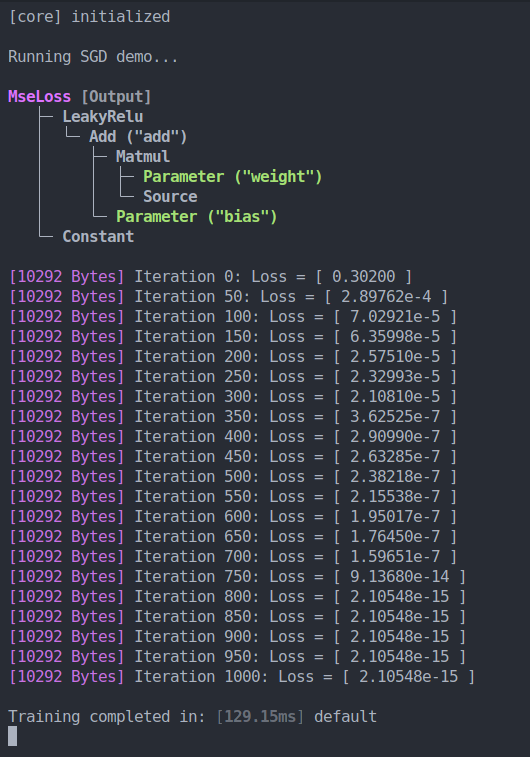 [core] initialized
Running SGD demo...
MseLoss [Output]
LeakyRelu
Add ("add")
Matmul
Parameter ("weight")
Source
Parameter ("bias")
Constant
[10292 Bytes] Iteration 0: Loss = [ 0.30200 ]
[10292 Bytes] Iteration 50: Loss = [ 2.89762e-4 ]
[10292 Bytes] Iteration 100: Loss = [ 7.02921e-5 ]
[10292 Bytes] Iteration 150: Loss = [ 6.35998e-5 ]
[10292 Bytes] Iteration 200: Loss = [ 2.57510e-5 ]
[10292 Bytes] Iteration 250: Loss = [ 2.32993e-5 ]
[10292 Bytes] Iteration 300: Loss = [ 2.10810e-5 ]
[10292 Bytes] Iteration 350: Loss = [ 3.62525e-7 ]
[10292 Bytes] Iteration 400: Loss = [ 2.90990e-7 ]
[10292 Bytes] Iteration 450: Loss = [ 2.63285e-7 ]
[10292 Bytes] Iteration 500: Loss = [ 2.38218e-7 ]
[10292 Bytes] Iteration 550: Loss = [ 2.15538e-7 ]
[10292 Bytes] Iteration 600: Loss = [ 1.95017e-7 ]
[10292 Bytes] Iteration 650: Loss = [ 1.76450e-7 ]
[10292 Bytes] Iteration 700: Loss = [ 1.59651e-7 ]
[10292 Bytes] Iteration 750: Loss = [ 9.13680e-14 ]
[10292 Bytes] Iteration 800: Loss = [ 2.10548e-15 ]
[10292 Bytes] Iteration 850: Loss = [ 2.10548e-15 ]
[10292 Bytes] Iteration 900: Loss = [ 2.10548e-15 ]
[10292 Bytes] Iteration 950: Loss = [ 2.10548e-15 ]
[10292 Bytes] Iteration 1000: Loss = [ 2.10548e-15 ]
Training completed in: [129.15ms] default